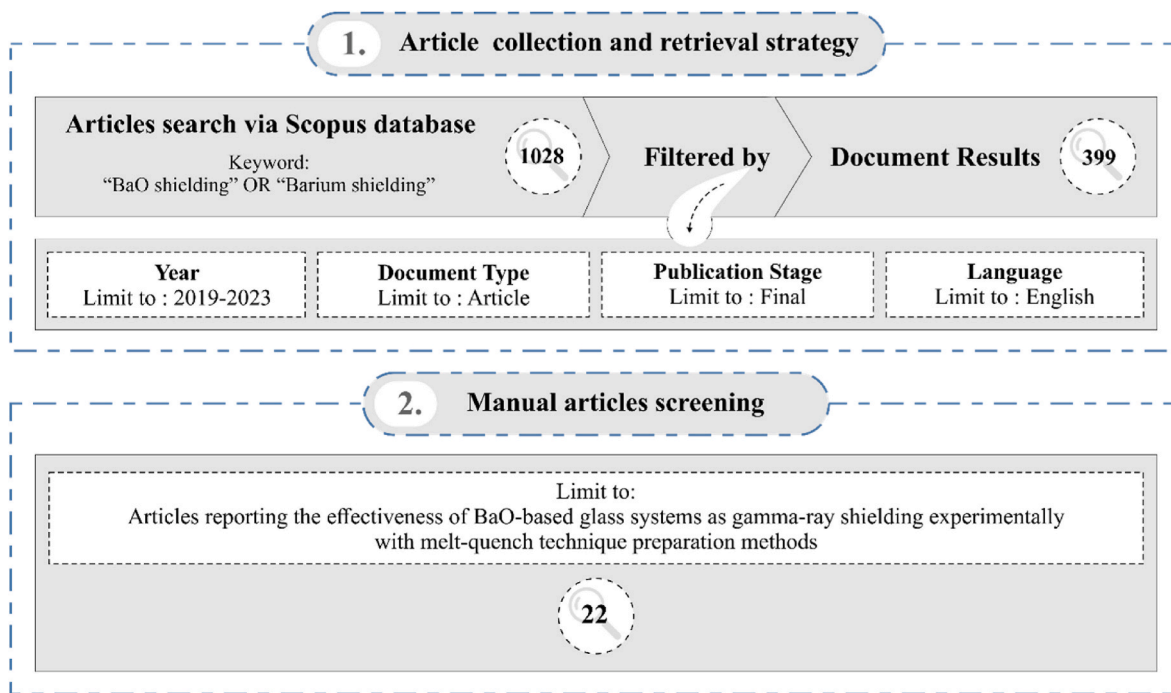 1. Article collection and retrieval strategy
Articles search via Scopus database
Keyword:
“BaO shielding” OR “Barium shielding”
1028
Filtered by
Document Results
399
Year
Limit to : 2019-2023
Document Type
Limit to : Article
Publication Stage
Limit to : Final
Language
Limit to : English
2. Manual articles screening
Limit to:
Articles reporting the effectiveness of BaO-based glass systems as gamma-ray shielding experimentally
with melt-quench technique preparation methods
22